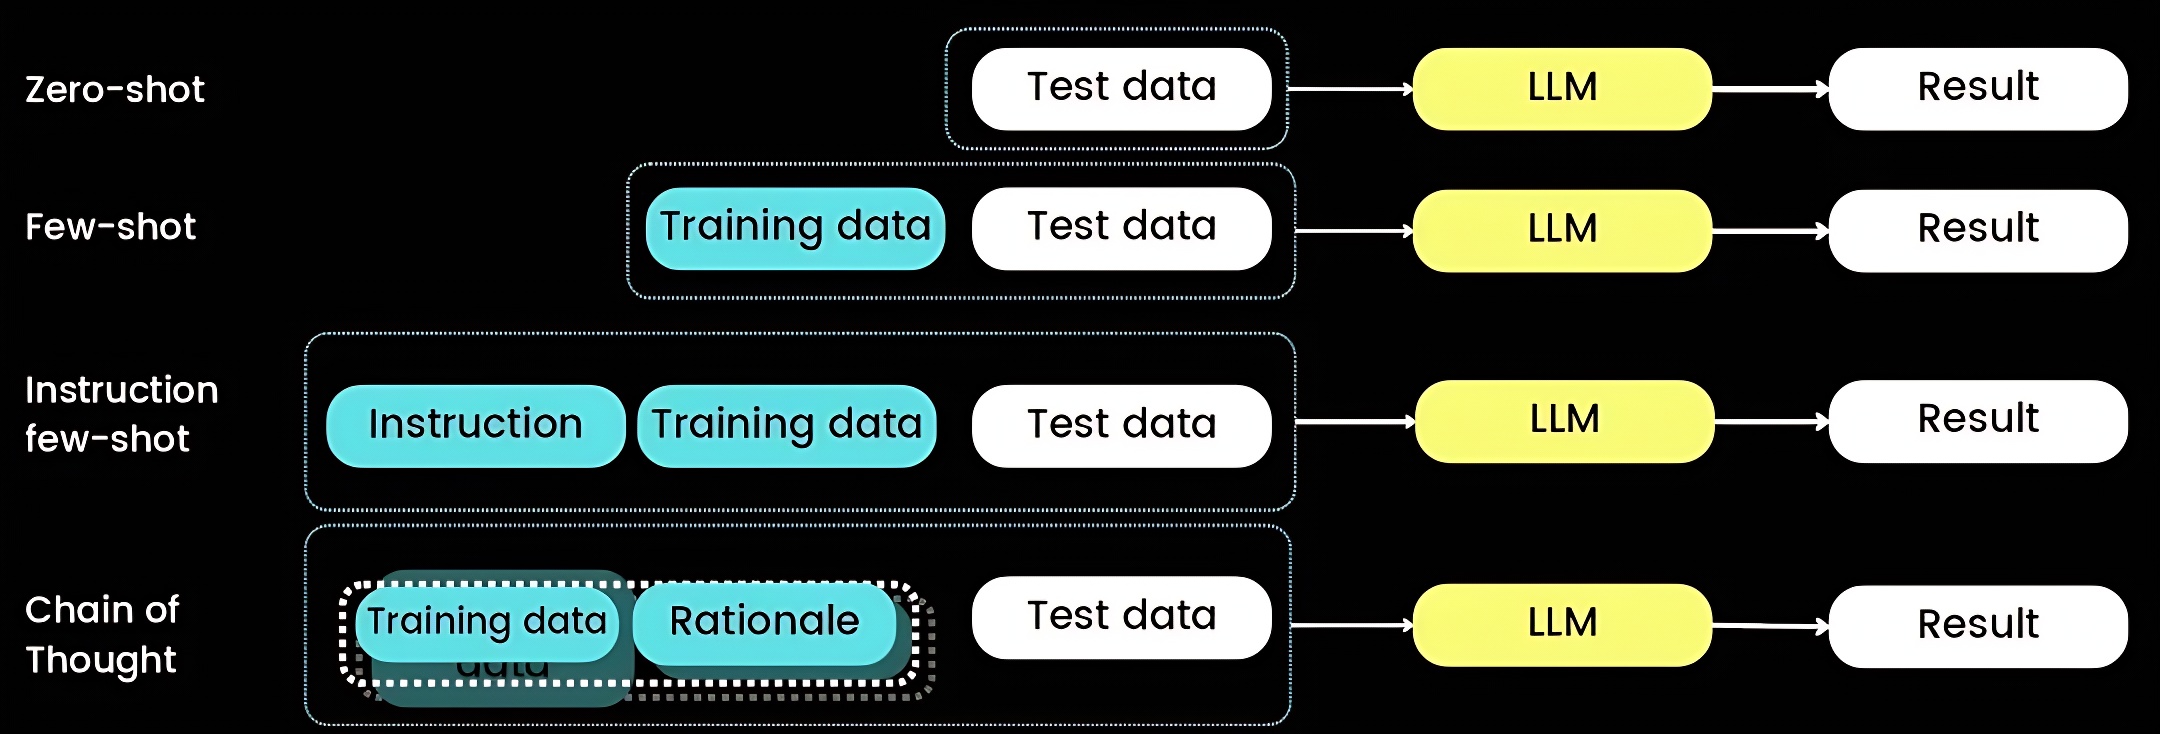 Zero-shot
Test data
LLM
Result
Few-shot
Training data
Test data
LLM
Result
Instruction
few-shot
Instruction
Training data
Test data
LLM
Result
Chain of
Thought
Training data
Rationale
data
Test data
LLM
Result